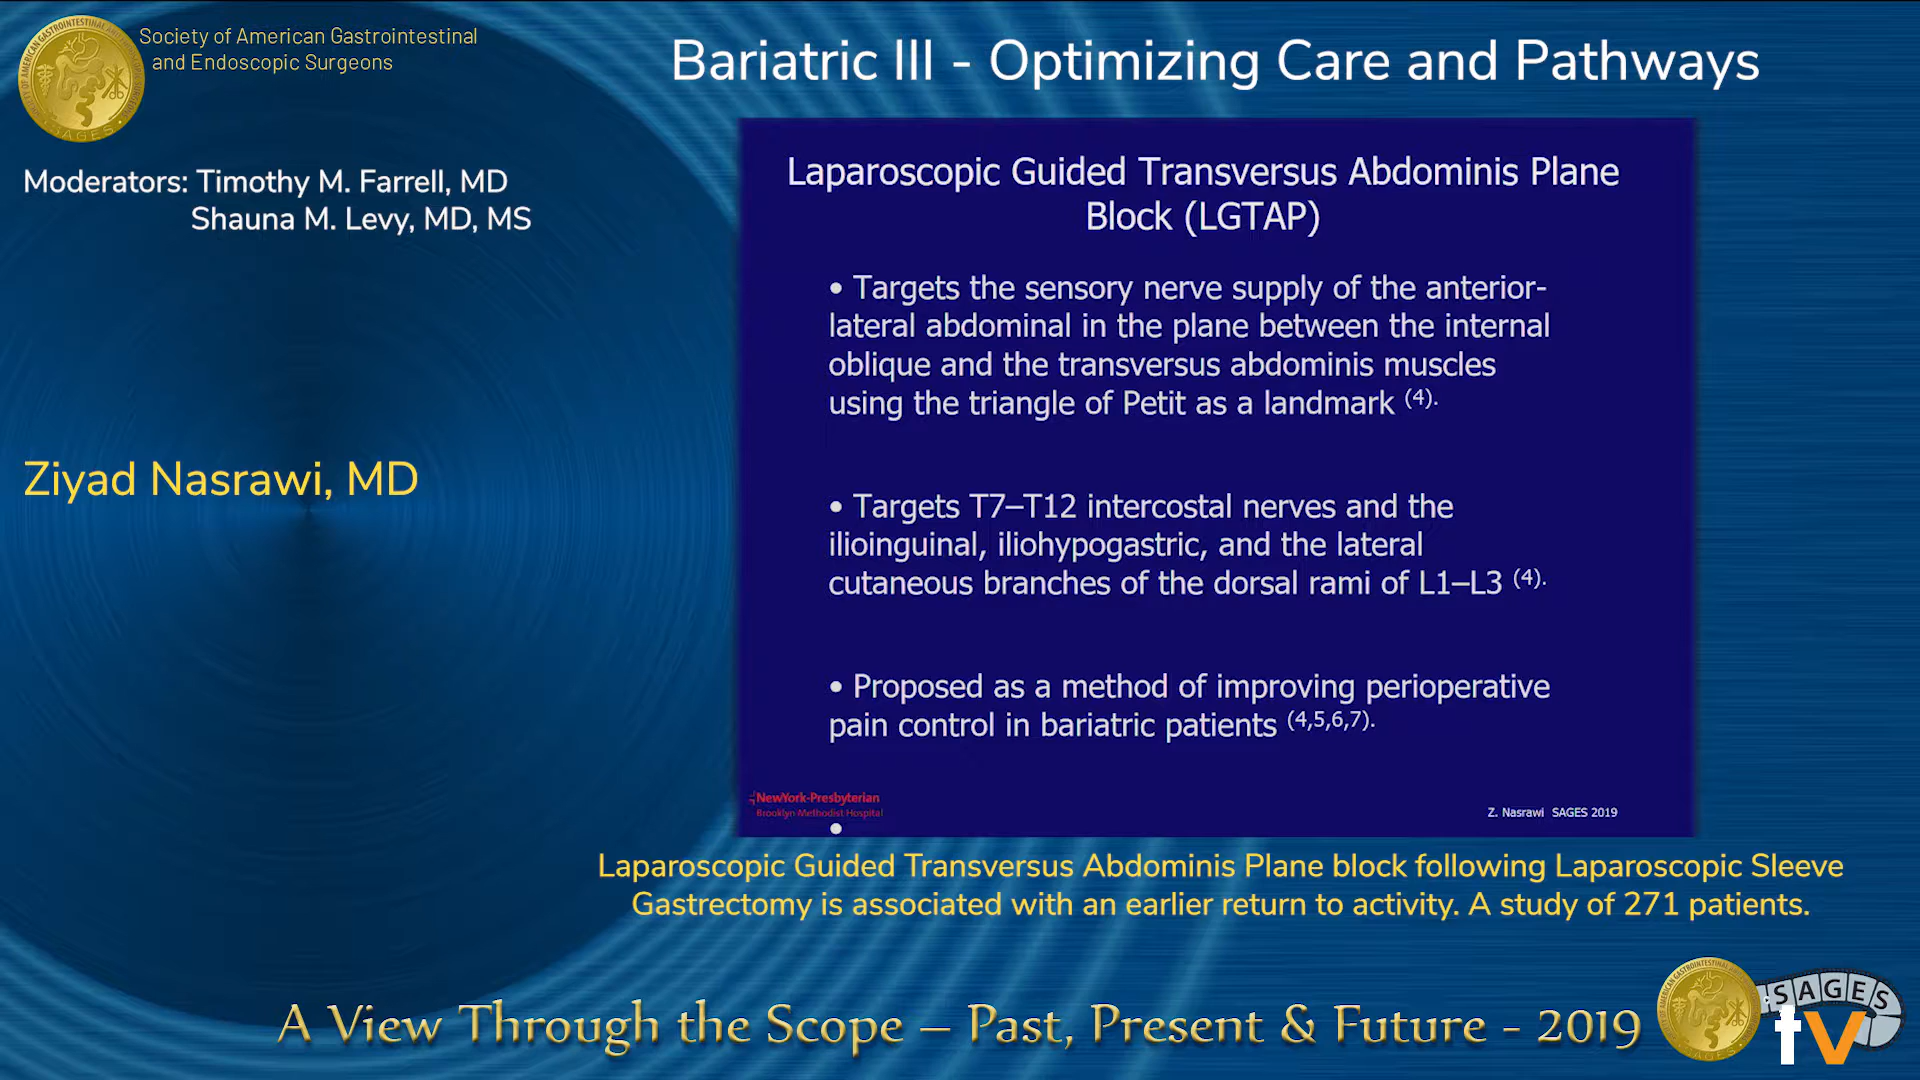 Society of American Gastrointestinal
and Endoscopic Surgeons
Bariatric III - Optimizing Care and Pathways
Moderators: Timothy M. Farrell, MD
Shauna M. Levy, MD, MS
Ziyad Nasrawi, MD
Laparoscopic Guided Transversus Abdominis Plane
Block (LGTAP)
• Targets the sensory nerve supply of the anterior-
lateral abdominal in the plane between the internal
oblique and the transversus abdominis muscles
using the triangle of Petit as a landmark (4).
• Targets T7–T12 intercostal nerves and the
ilioinguinal, iliohypogastric, and the lateral
cutaneous branches of the dorsal rami of L1–L3 (4).
• Proposed as a method of improving perioperative
pain control in bariatric patients (4,5,6,7).
NewYork-Presbyterian
Brooklyn Methodist Hospital
•
Z. Nasrawi SAGES 2019
Laparoscopic Guided Transversus Abdominis Plane block following Laparoscopic Sleeve
Gastrectomy is associated with an earlier return to activity. A study of 271 patients.
A View Through the Scope – Past, Present & Future - 2019
SAGES
tv